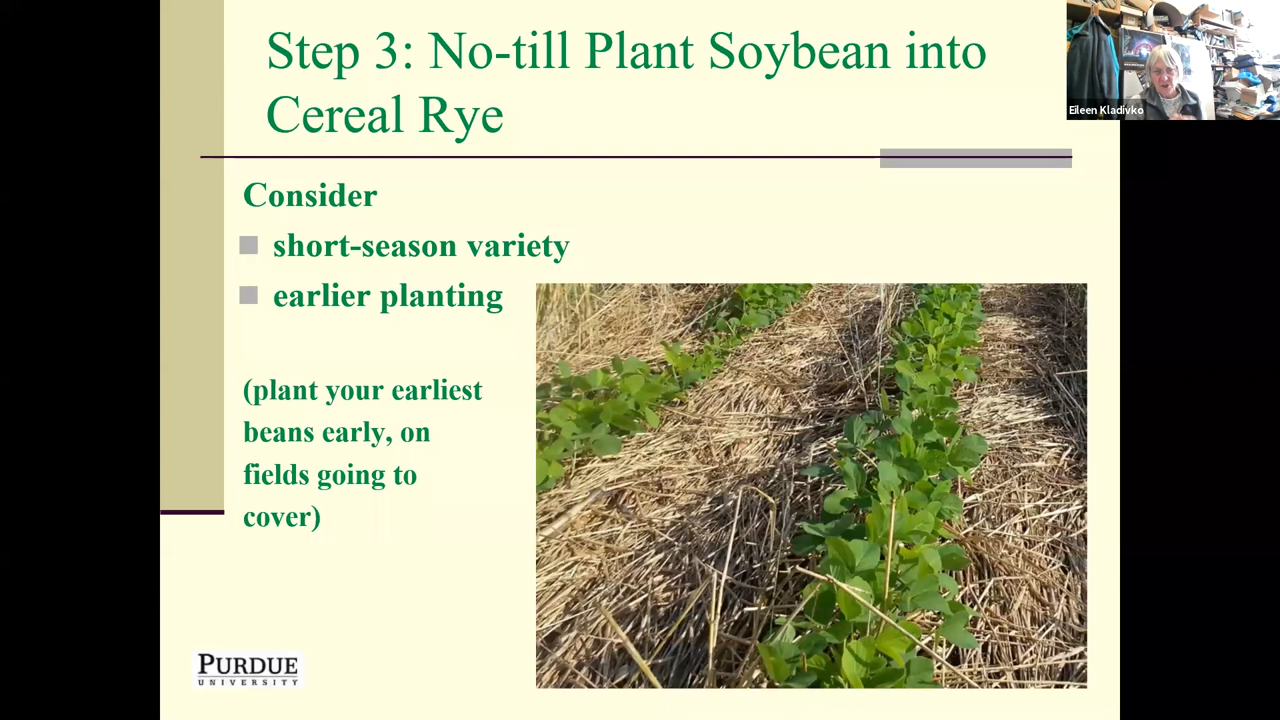 Step 3: No-till Plant Soybean into
Cereal Rye
Eileen Kladivko
Consider
short-season variety
earlier planting
(plant your earliest
beans early, on
fields going to
cover)
PURDUE
UNIVERSITY